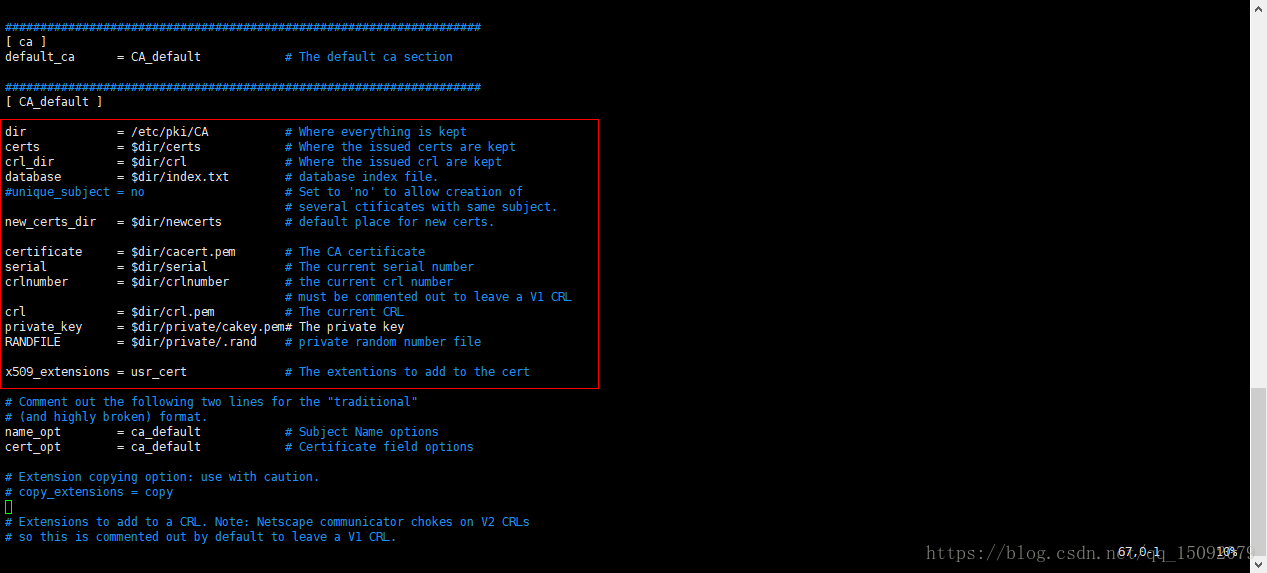 ####################################################################
[ ca ]
default_ca      = CA_default            # The default ca section

####################################################################
[ CA_default ]

dir             = /etc/pki/CA           # Where everything is kept
certs           = $dir/certs            # Where the issued certs are kept
crl_dir         = $dir/crl              # Where the issued crl are kept
database        = $dir/index.txt        # database index file.
#unique_subject = no                    # Set to 'no' to allow creation of
                                        # several ctificates with same subject.
new_certs_dir   = $dir/newcerts         # default place for new certs.

certificate     = $dir/cacert.pem       # The CA certificate
serial          = $dir/serial           # The current serial number
crlnumber       = $dir/crlnumber        # the current crl number
                                        # must be commented out to leave a V1 CRL
crl             = $dir/crl.pem          # The current CRL
private_key     = $dir/private/cakey.pem# The private key
RANDFILE        = $dir/private/.rand    # private random number file

x509_extensions = usr_cert              # The extentions to add to the cert

# Comment out the following two lines for the "traditional"
# (and highly broken) format.
name_opt        = ca_default            # Subject Name options
cert_opt        = ca_default            # Certificate field options

# Extension copying option: use with caution.
# copy_extensions = copy

# Extensions to add to a CRL. Note: Netscape communicator chokes on V2 CRLs
# so this is commented out by default to leave a V1 CRL.
67,0-1        10%